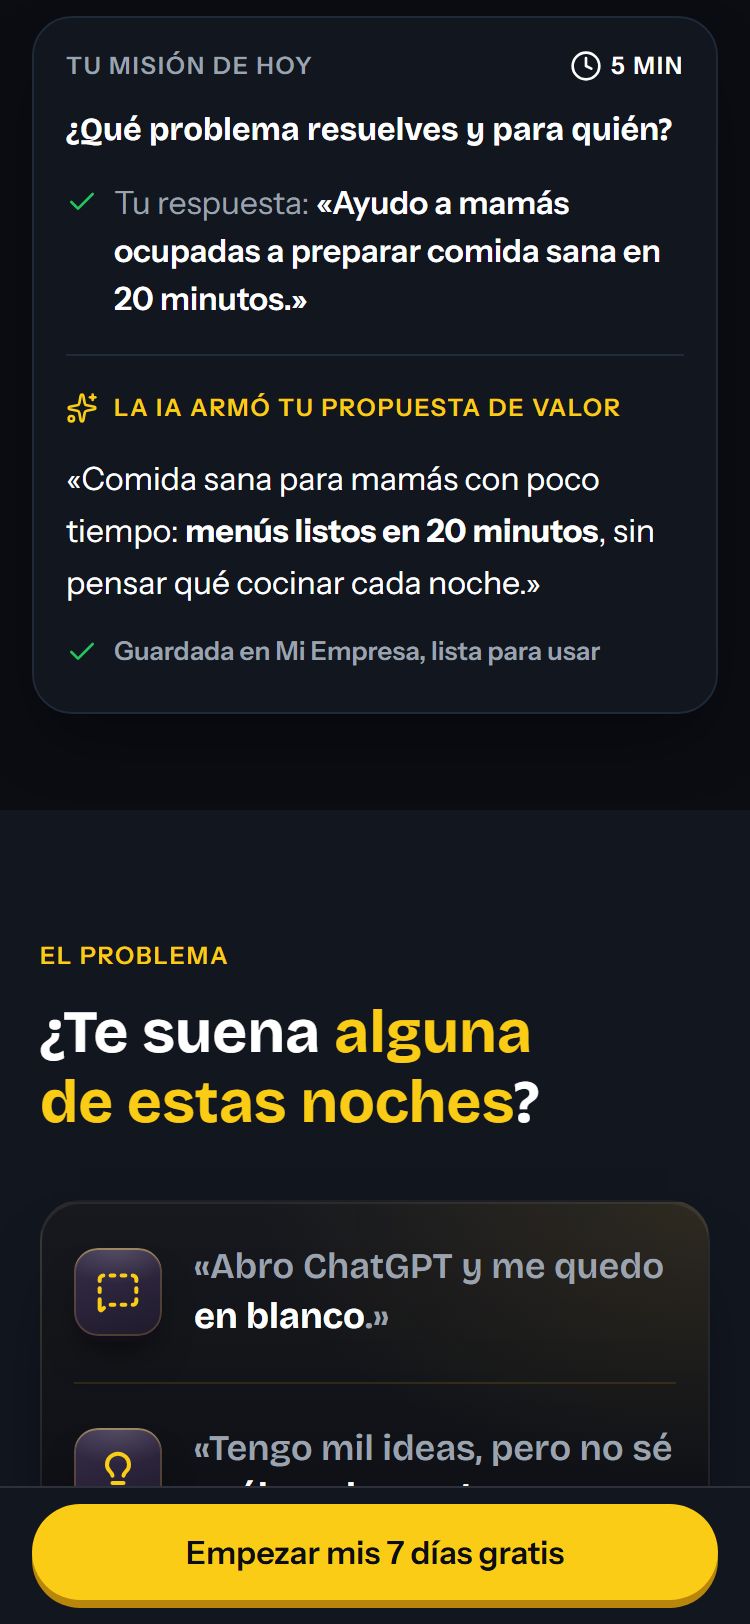 TU MISIÓN DE HOY
5 MIN
¿Qué problema resuelves y para quién?
Tu respuesta: «Ayudo a mamás
ocupadas a preparar comida sana en
20 minutos.»
LA IA ARMÓ TU PROPUESTA DE VALOR
«Comida sana para mamás con poco
tiempo: menús listos en 20 minutos, sin
pensar qué cocinar cada noche.»
Guardada en Mi Empresa, lista para usar
EL PROBLEMA
¿Te suena alguna
de estas noches?
«Abro ChatGPT y me quedo
en blanco.»
«Tengo mil ideas, pero no sé
Empezar mis 7 días gratis